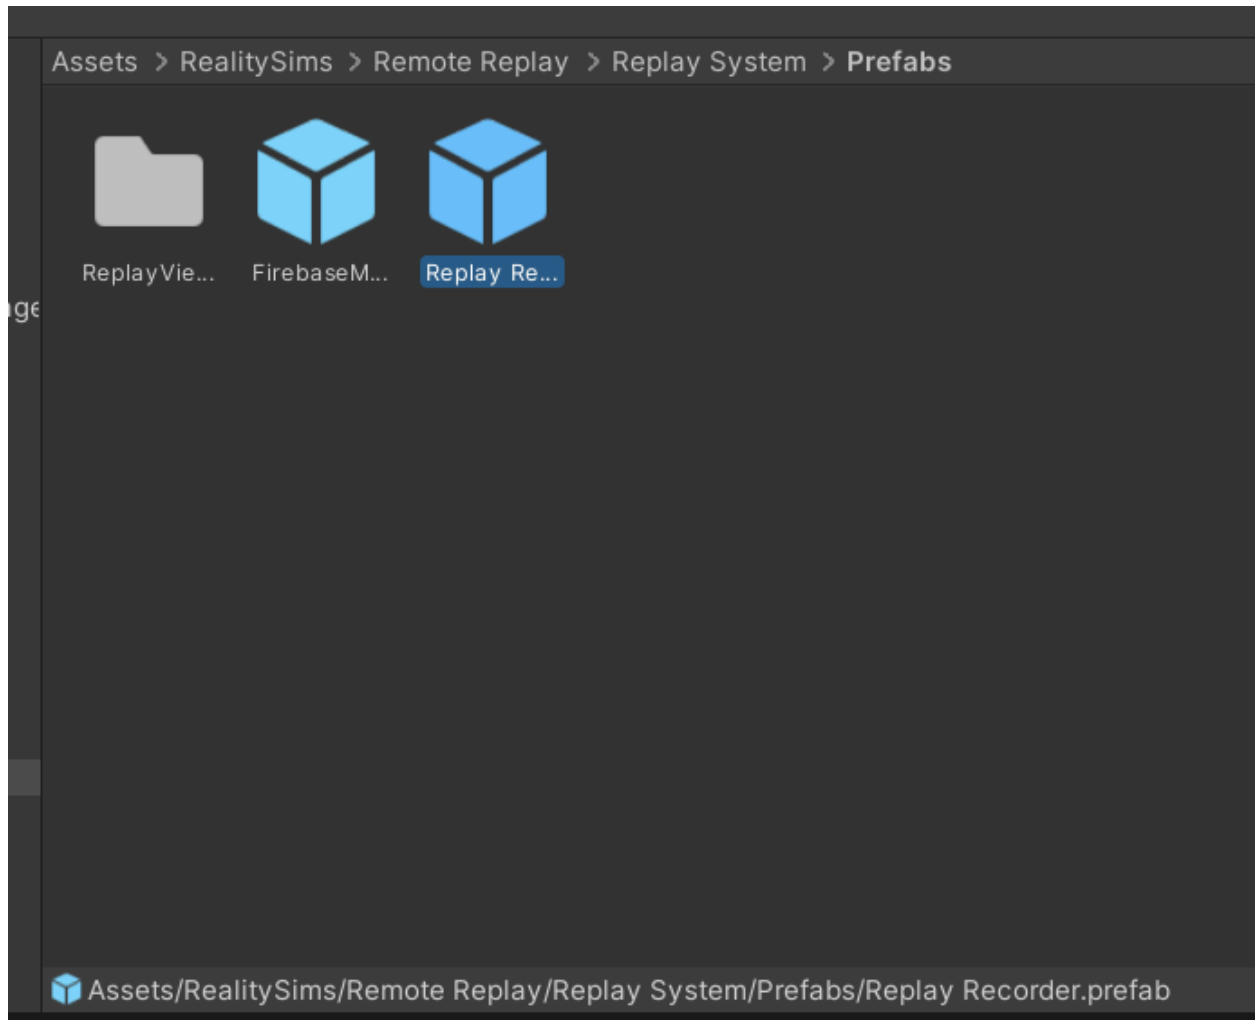 Assets > RealitySims > Remote Replay > Replay System > Prefabs
ReplayVie... FirebaseM... Replay Re...
Assets/RealitySims/Remote Replay/Replay System/Prefabs/Replay Recorder.prefab